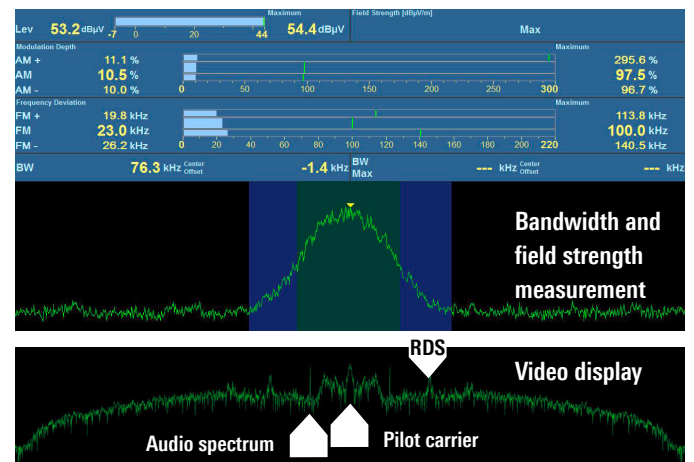 Maximum Field Strength [dBµV/m]
Lev 53.2 dBµV -7 0 20 44 54.4 dBµV Max
Modulation Depth Maximum
AM + 11.1 % 295.6 %
AM 10.5 % 97.5 %
AM - 10.0 % 0 50 100 150 200 250 300 96.7 %
Frequency Deviation Maximum
FM + 19.8 kHz 113.8 kHz
FM 23.0 kHz 100.0 kHz
FM - 26.2 kHz 0 20 40 60 80 100 120 140 160 180 200 220 140.5 kHz
BW 76.3 kHz Center Offset -1.4 kHz BW Max --- kHz Center Offset --- kHz
Bandwidth and
field strength
measurement
RDS
Video display
Audio spectrum Pilot carrier